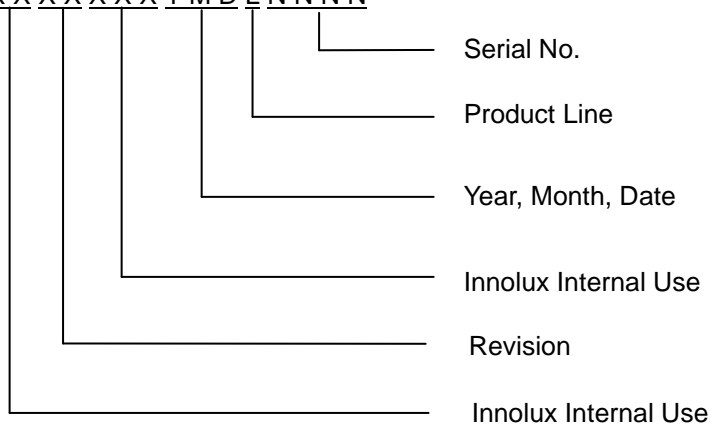 X X X X X X X Y M D L N N N N
Serial No.
Product Line
Year, Month, Date
Innolux Internal Use
Revision
Innolux Internal Use